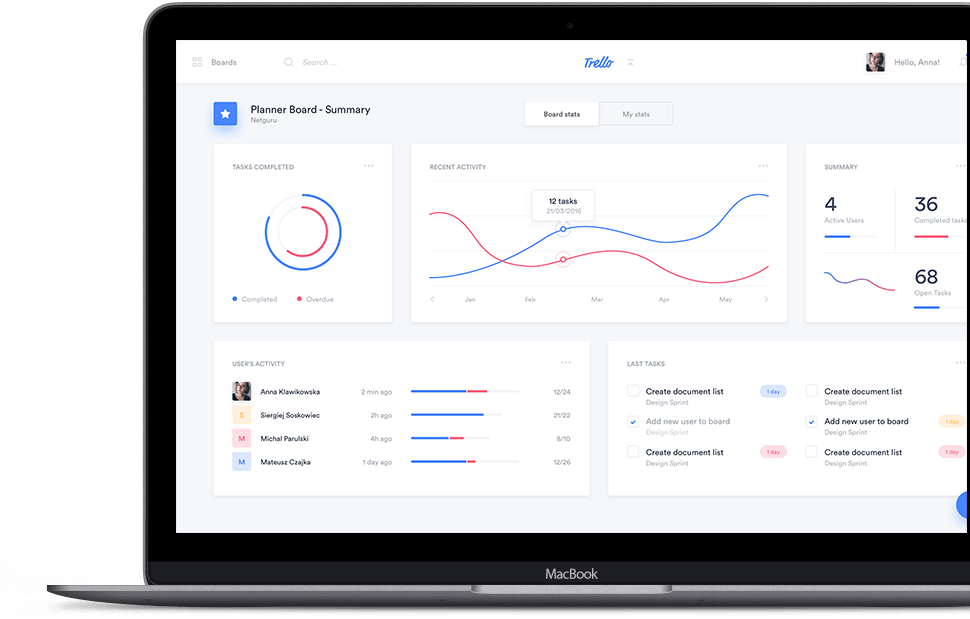 Boards
Search ...
Trello
Hello, Anna!
Planner Board - Summary
Netguru
Board stats
My stats
TASKS COMPLETED
Completed
Overdue
RECENT ACTIVITY
12 tasks
21/03/2016
Jan Feb Mar Apr May
SUMMARY
4
Active Users
36
Completed tasks
68
Open Tasks
USER'S ACTIVITY
Anna Klawikowska 2 min ago 12/24
S Siergiej Soskowiec 2h ago 21/22
M Michal Parulski 4h ago 8/10
M Mateusz Czajka 1 day ago 12/26
LAST TASKS
Create document list 1 day
Design Sprint
Add new user to board
Design Sprint
Create document list 1 day
Design Sprint
Create document list
Design Sprint
Add new user to board 1 day
Design Sprint
Create document list 1 day
Design Sprint
MacBook